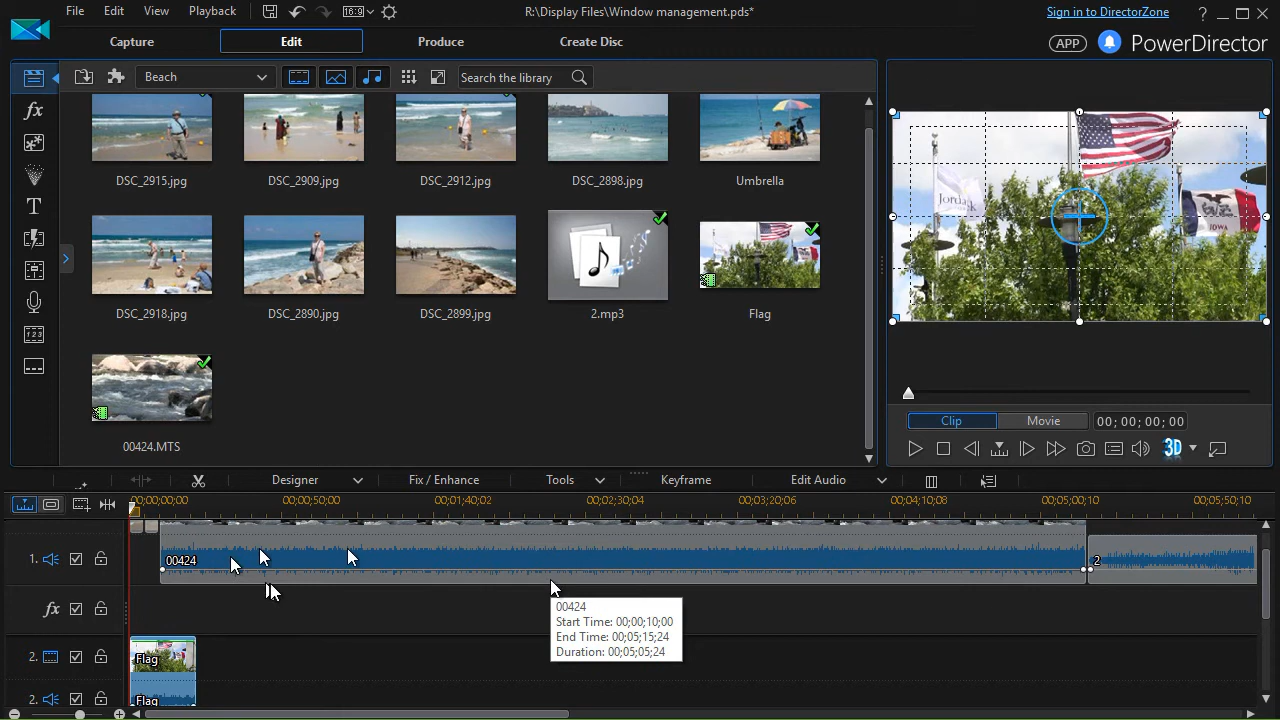 File Edit View Playback 16:9 R:\Display Files\Window management.pds* Sign in to DirectorZone ?
Capture Edit Produce Create Disc APP PowerDirector
Beach Search the library
fx
T
DSC_2915.jpg DSC_2909.jpg DSC_2912.jpg DSC_2898.jpg Umbrella
DSC_2918.jpg DSC_2890.jpg DSC_2899.jpg 2.mp3 Flag
00424.MTS
IOWA
Clip Movie 00; 00; 00; 00
3D
Designer Fix / Enhance Tools Keyframe Edit Audio
00;00;00;00 00;00;50;00 00;01;40;02 00;02;30;04 00;03;20;06 00;04;10;08 00;05;00;10 00;05;50;10
1. 00424 2
fx
00424
Start Time: 00;00;10;00
End Time: 00;05;15;24
Duration: 00;05;05;24
2. Flag
2. Flag